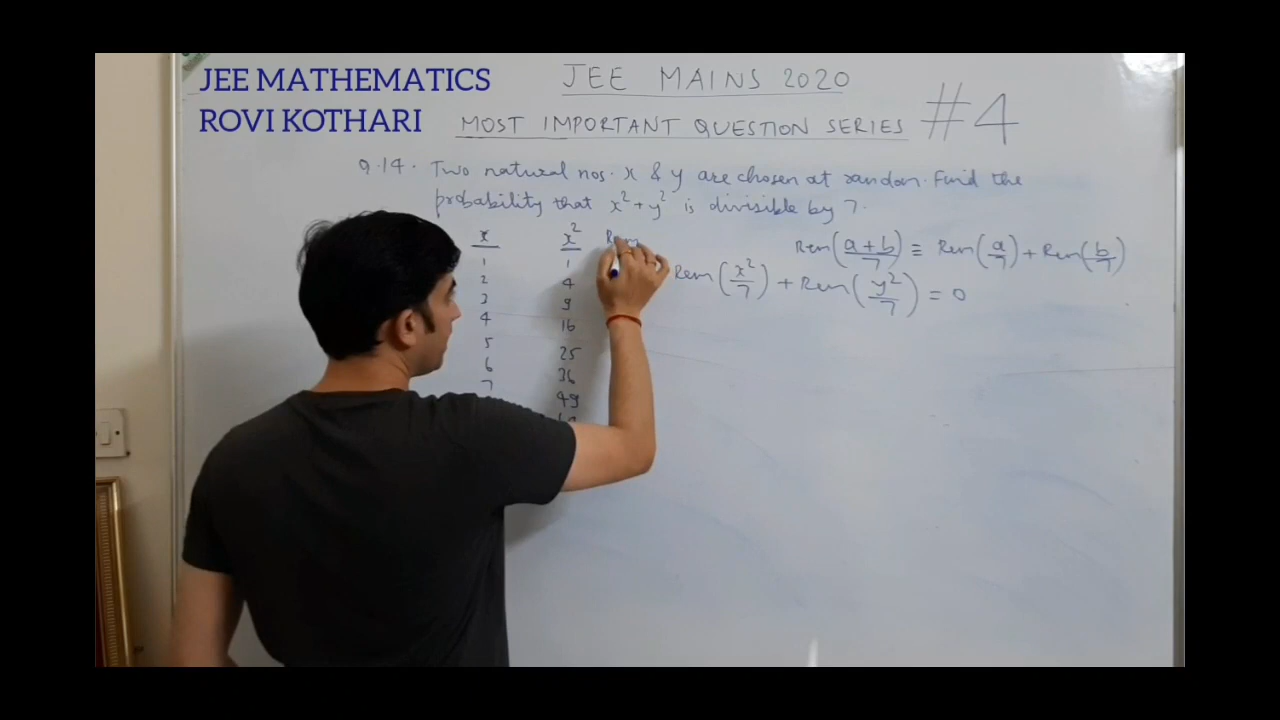 JEE MATHEMATICS
ROVI KOTHARI
JEE MAINS 2020
MOST IMPORTANT QUESTION SERIES #4
Q.14. Two natural nos. x & y are chosen at random. Find the
probability that x² + y² is divisible by 7.
x x² Rem
1 1
2 4
3 9
4 16
5 25
6 36
7 49
Rem(a+b/7) ≡ Rem(a/7) + Rem(b/7)
Rem(x²/7) + Rem(y²/7) = 0